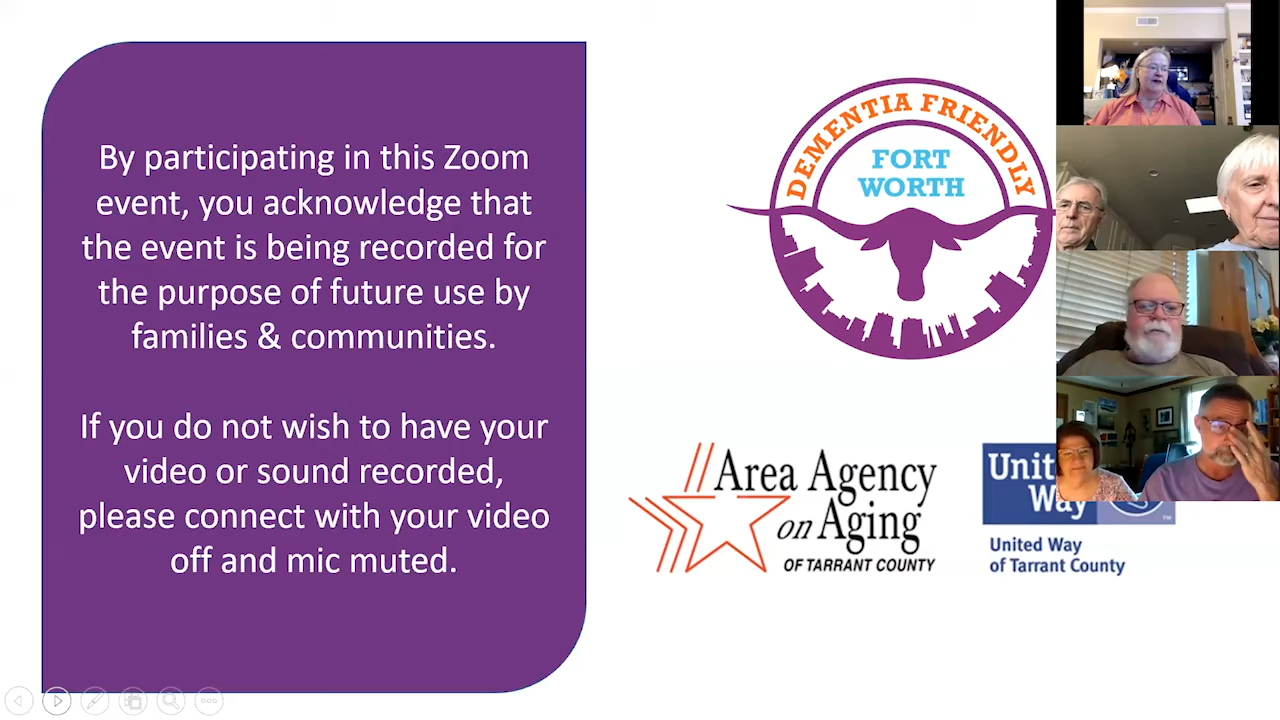 By participating in this Zoom
event, you acknowledge that
the event is being recorded for
the purpose of future use by
families & communities.
If you do not wish to have your
video or sound recorded,
please connect with your video
off and mic muted.
DEMENTIA FRIENDLY
FORT
WORTH
Area Agency
on Aging
OF TARRANT COUNTY
Unit
Way
TM
United Way
of Tarrant County